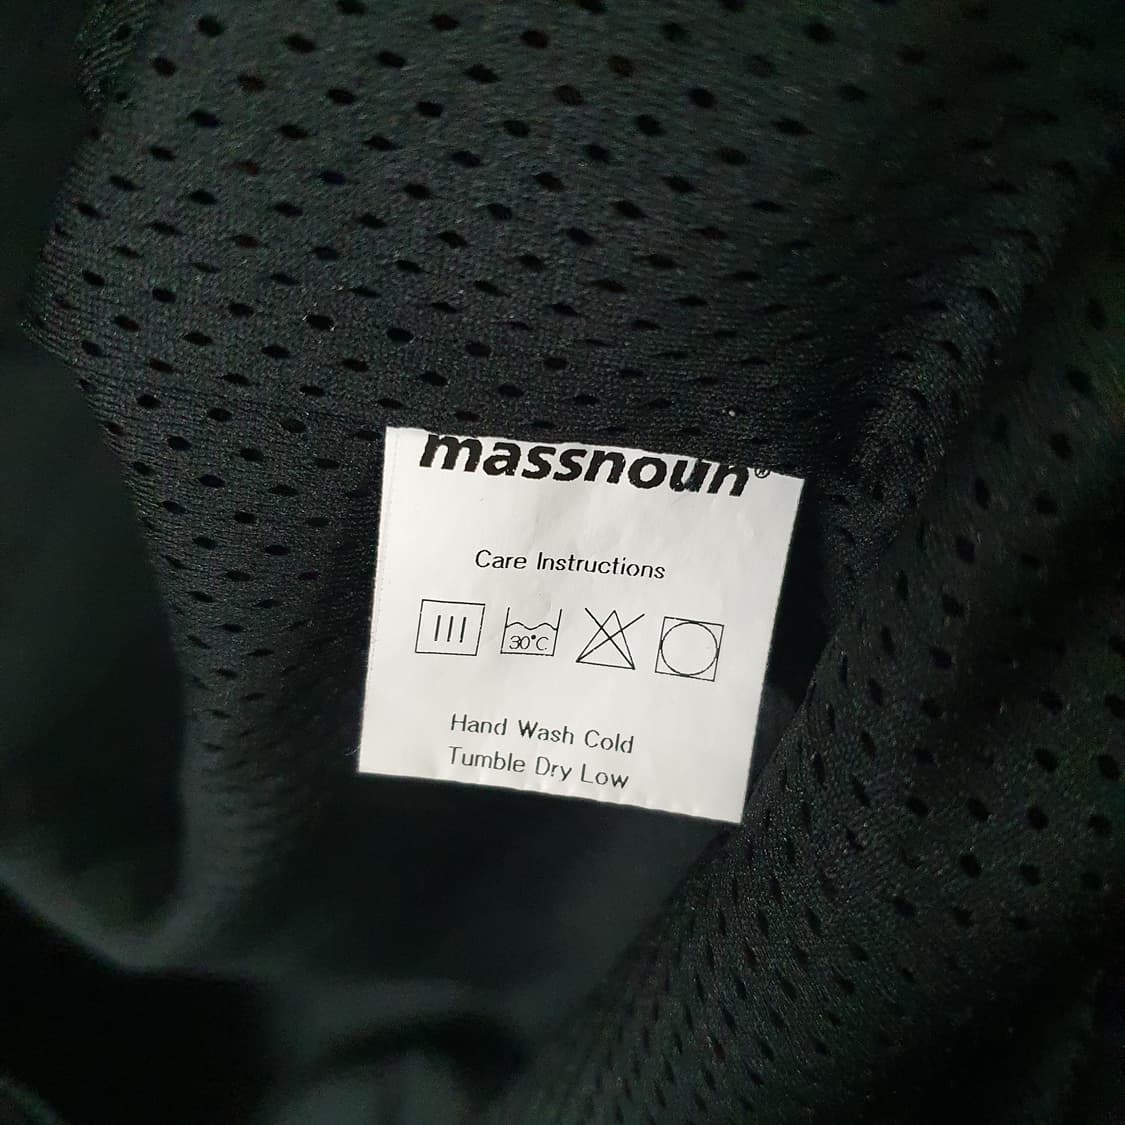 massnoun®
Care Instructions
30°C
Hand Wash Cold
Tumble Dry Low